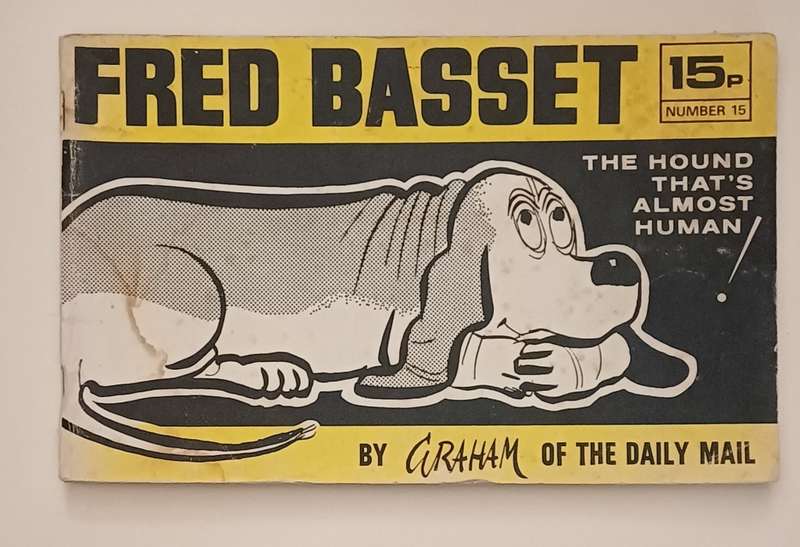 FRED BASSET
15p
NUMBER 15
THE HOUND
THAT'S
ALMOST
HUMAN!
BY GRAHAM OF THE DAILY MAIL